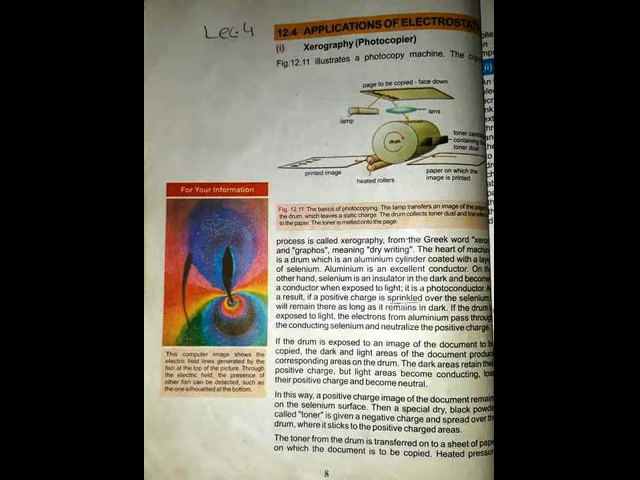 Lec:4
12.4 APPLICATIONS OF ELECTROSTAT
(i) Xerography (Photocopier)
Fig.12.11 illustrates a photocopy machine. The cop
page to be copied - face down
lamp
lens
drum
toner cart
containing
toner dust
printed image
heated rollers
paper on which the
image is printed
For Your Information
This computer image shows the
electric field lines generated by the
fish at the top of the picture. Through
the electric field, the presence of
other fish can be detected, such as
the one silhouetted at the bottom.
Fig. 12.11 The basics of photocopying. The lamp transfers an image of the page
the drum, which leaves a static charge. The drum collects toner dust and transfers
to the paper. The toner is melted onto the page.
process is called xerography, from the Greek word "xeros
and "graphos", meaning "dry writing". The heart of machine
is a drum which is an aluminium cylinder coated with a layer
of selenium. Aluminium is an excellent conductor. On the
other hand, selenium is an insulator in the dark and become
a conductor when exposed to light; it is a photoconductor. As
a result, if a positive charge is sprinkled over the selenium
will remain there as long as it remains in dark. If the drum
exposed to light, the electrons from aluminium pass through
the conducting selenium and neutralize the positive charge.
If the drum is exposed to an image of the document to be
copied, the dark and light areas of the document produce
corresponding areas on the drum. The dark areas retain their
positive charge, but light areas become conducting, lose
their positive charge and become neutral.
In this way, a positive charge image of the document remains
on the selenium surface. Then a special dry, black powder
called "toner" is given a negative charge and spread over the
drum, where it sticks to the positive charged areas.
The toner from the drum is transferred on to a sheet of paper
on which the document is to be copied. Heated pressure
8
(ii)